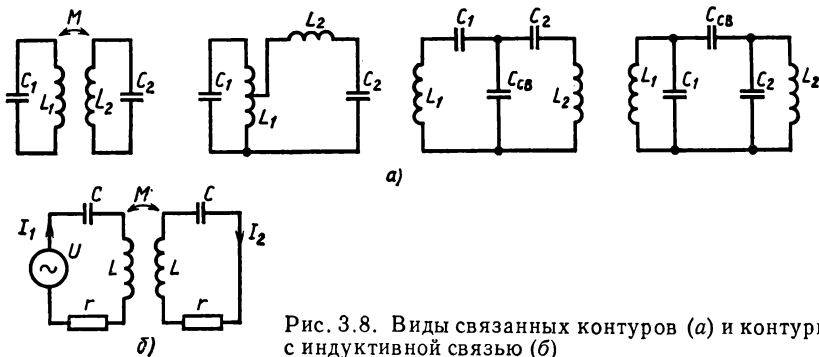 M L₂ C₁ C₂ Cсв
C₁ L₁ L₂ C₂ C₁ L₁ C₂ L₁ Cсв L₂ L₁ C₁ C₂ L₂
а)
I₁ C M C I₂
U L L
r r
б)
Рис. 3.8. Виды связанных контуров (а) и контуры
с индуктивной связью (б)